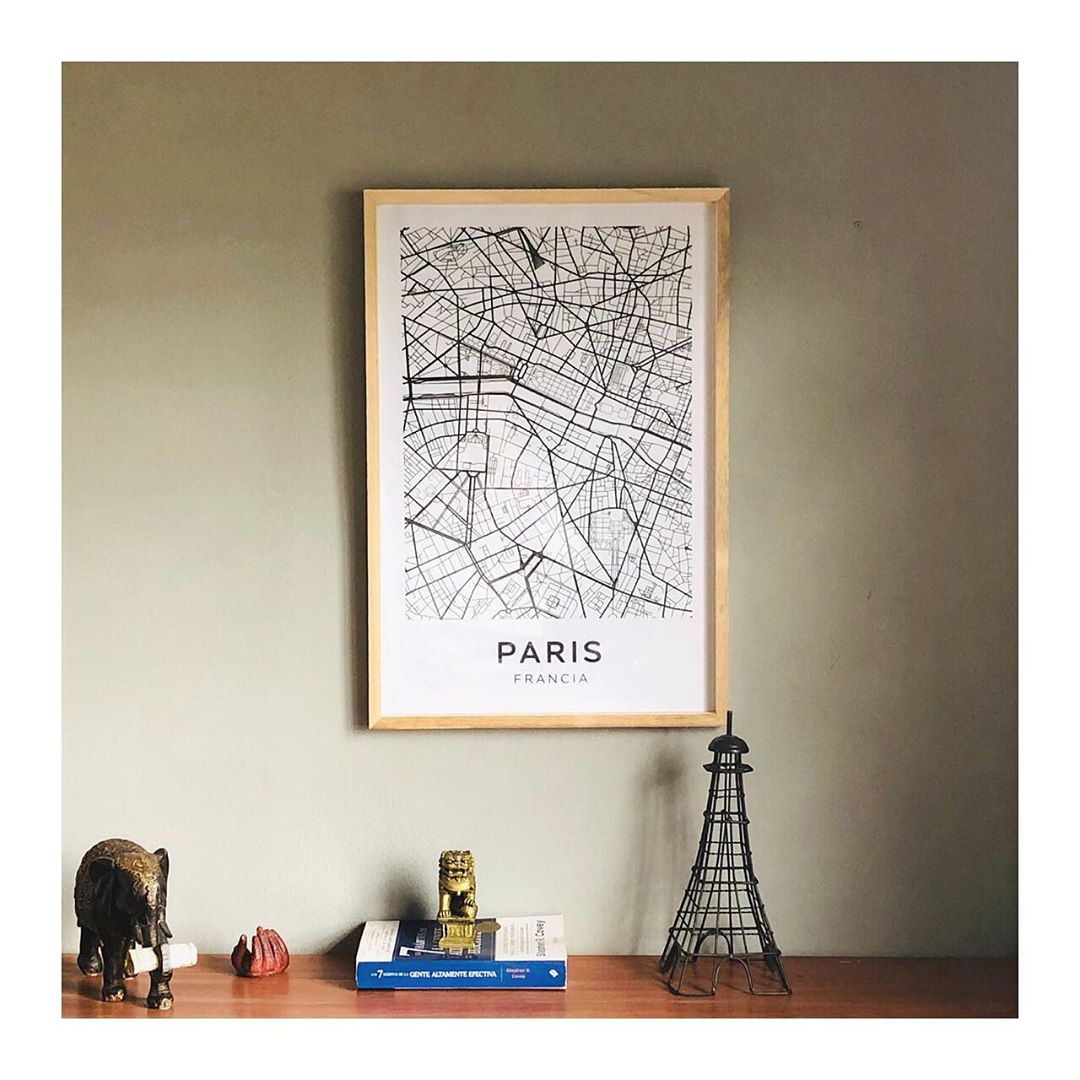 PARIS
FRANCIA
Stephen R. Covey
LOS 7 HÁBITOS DE LA GENTE ALTAMENTE EFECTIVA
Stephen R.
Covey